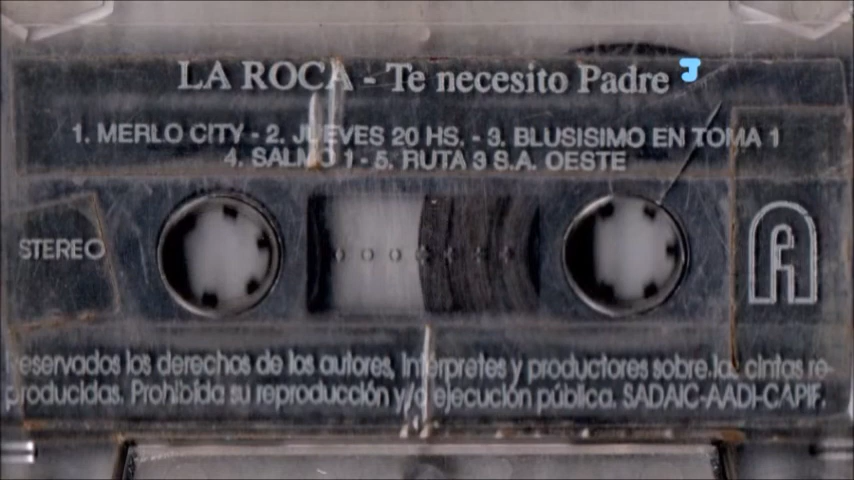 LA ROCA - Te necesito Padre J
1. MERLO CITY - 2. JUEVES 20 HS. - 3. BLUSISIMO EN TOMA 1
4. SALMO 1 - 5. RUTA 3 S.A. OESTE
STEREO
A
eservados los derechos de los autores, Intérpretes y productores sobre las cintas re-
producidas. Prohibida su reproducción y/o ejecución pública. SADAIC-AADI-CAPIF.